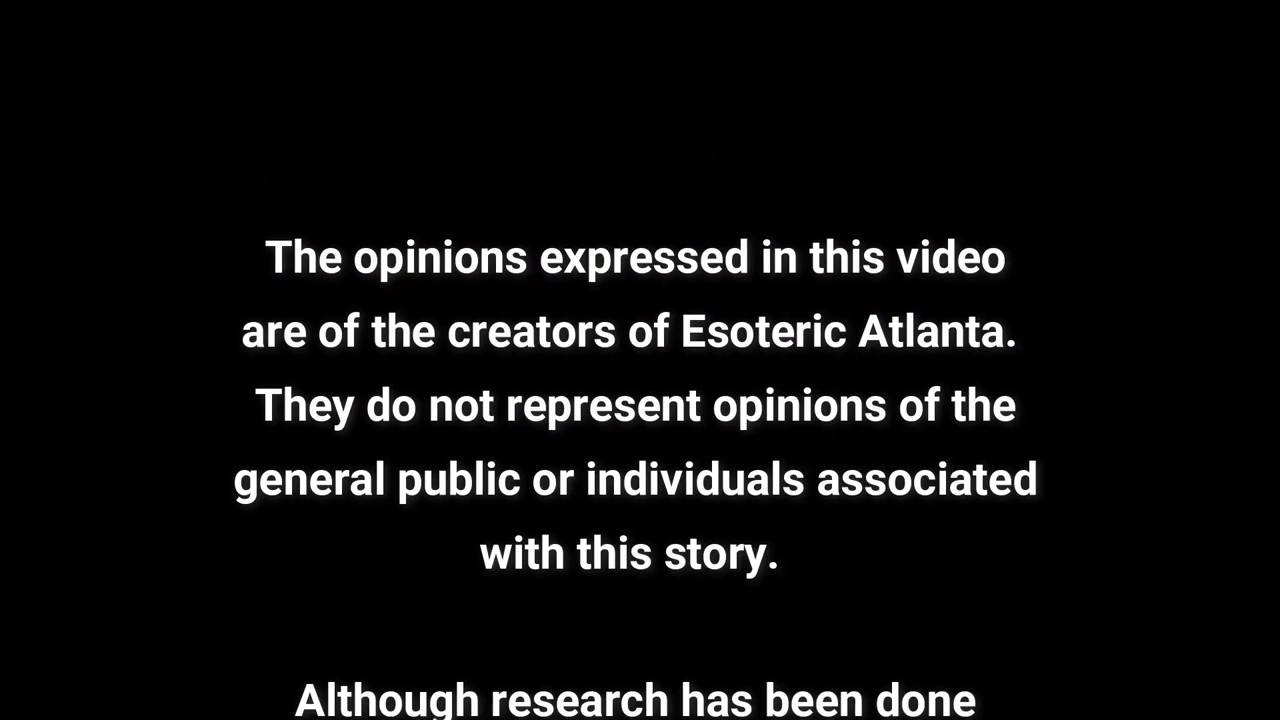 The opinions expressed in this video
are of the creators of Esoteric Atlanta.
They do not represent opinions of the
general public or individuals associated
with this story.
Although research has been done